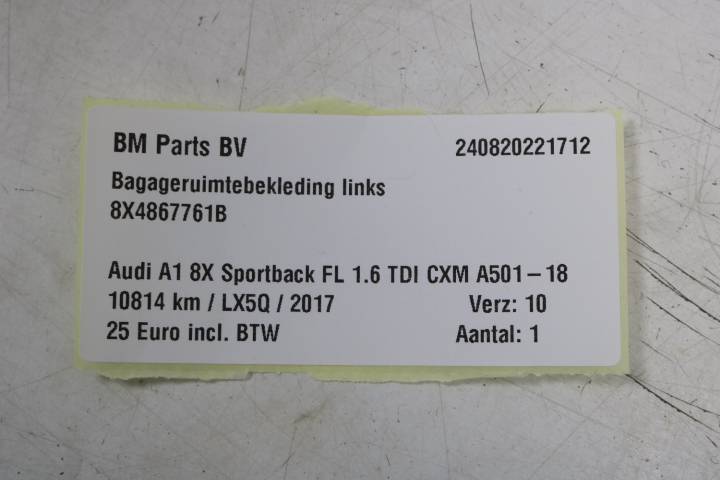 BM Parts BV 240820221712
Bagageruimtebekleding links
8X4867761B
Audi A1 8X Sportback FL 1.6 TDI CXM A501-18
10814 km / LX5Q / 2017 Verz: 10
25 Euro incl. BTW Aantal: 1